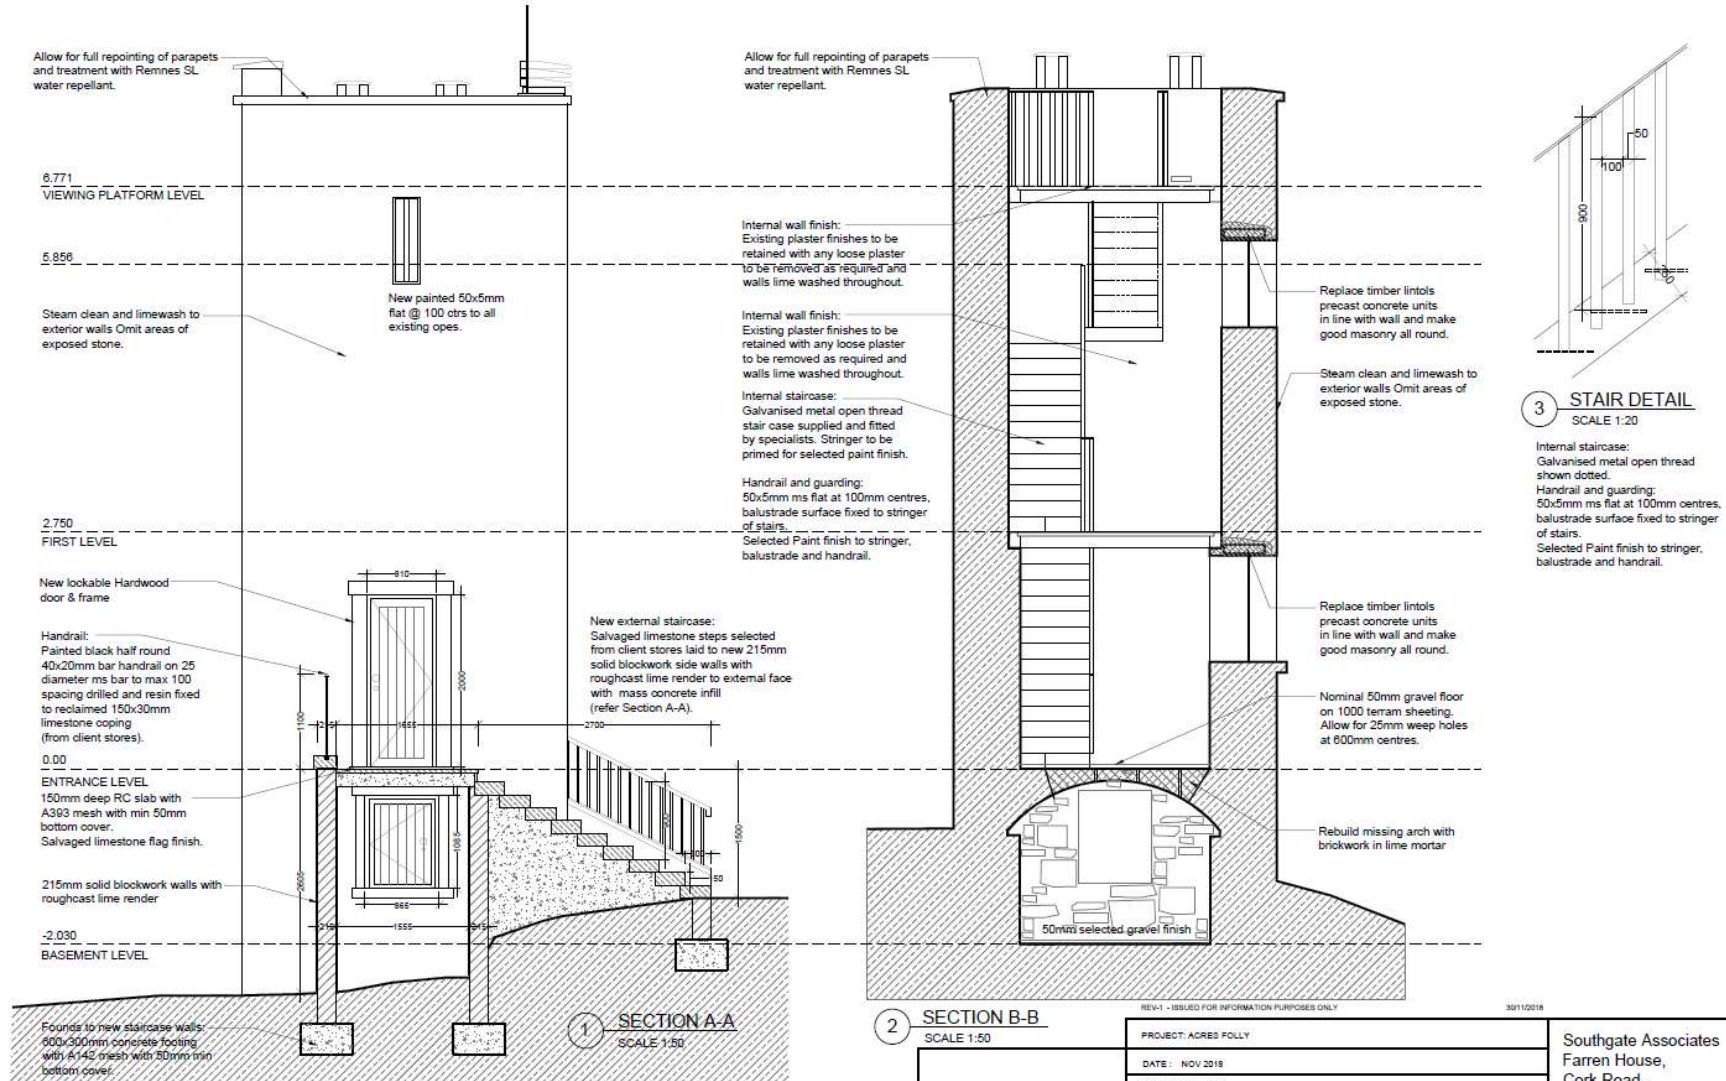 Allow for full repointing of parapets
and treatment with Remnes SL
water repellant.
6.771
VIEWING PLATFORM LEVEL
5.856
New painted 50x5mm
flat @ 100 ctrs to all
existing opes.
Steam clean and limewash to
exterior walls Omit areas of
exposed stone.
2.750
FIRST LEVEL
New lockable Hardwood
door & frame
810
2000
Handrail:
Painted black half round
40x20mm bar handrail on 25
diameter ms bar to max 100
spacing drilled and resin fixed
to reclaimed 150x30mm
limestone coping
(from client stores).
1100
215
1655
2700
New external staircase:
Salvaged limestone steps selected
from client stores laid to new 215mm
solid blockwork side walls with
roughcast lime render to external face
with mass concrete infill
(refer Section A-A).
0.00
ENTRANCE LEVEL
150mm deep RC slab with
A393 mesh with min 50mm
bottom cover.
Salvaged limestone flag finish.
1085
900
1500
300
150
2605
865
215mm solid blockwork walls with
roughcast lime render
215
1555
215
-2.030
BASEMENT LEVEL
Founds to new staircase walls:
600x300mm concrete footing
with A142 mesh with 50mm min
bottom cover.
1
SECTION A-A
SCALE 1:50
Allow for full repointing of parapets
and treatment with Remnes SL
water repellant.
Internal wall finish:
Existing plaster finishes to be
retained with any loose plaster
to be removed as required and
walls lime washed throughout.
Internal wall finish:
Existing plaster finishes to be
retained with any loose plaster
to be removed as required and
walls lime washed throughout.
Internal staircase:
Galvanised metal open thread
stair case supplied and fitted
by specialists. Stringer to be
primed for selected paint finish.
Handrail and guarding:
50x5mm ms flat at 100mm centres,
balustrade surface fixed to stringer
of stairs.
Selected Paint finish to stringer,
balustrade and handrail.
Replace timber lintols
precast concrete units
in line with wall and make
good masonry all round.
Steam clean and limewash to
exterior walls Omit areas of
exposed stone.
Replace timber lintols
precast concrete units
in line with wall and make
good masonry all round.
Nominal 50mm gravel floor
on 1000 terram sheeting.
Allow for 25mm weep holes
at 600mm centres.
Rebuild missing arch with
brickwork in lime mortar
50mm selected gravel finish
2
SECTION B-B
SCALE 1:50
50
100
900
3
STAIR DETAIL
SCALE 1:20
Internal staircase:
Galvanised metal open thread
shown dotted.
Handrail and guarding:
50x5mm ms flat at 100mm centres,
balustrade surface fixed to stringer
of stairs.
Selected Paint finish to stringer,
balustrade and handrail.
REV-1 - ISSUED FOR INFORMATION PURPOSES ONLY
30/11/2018
PROJECT: ACRES FOLLY
DATE : NOV 2018
Southgate Associates
Farren House,
Cork Road